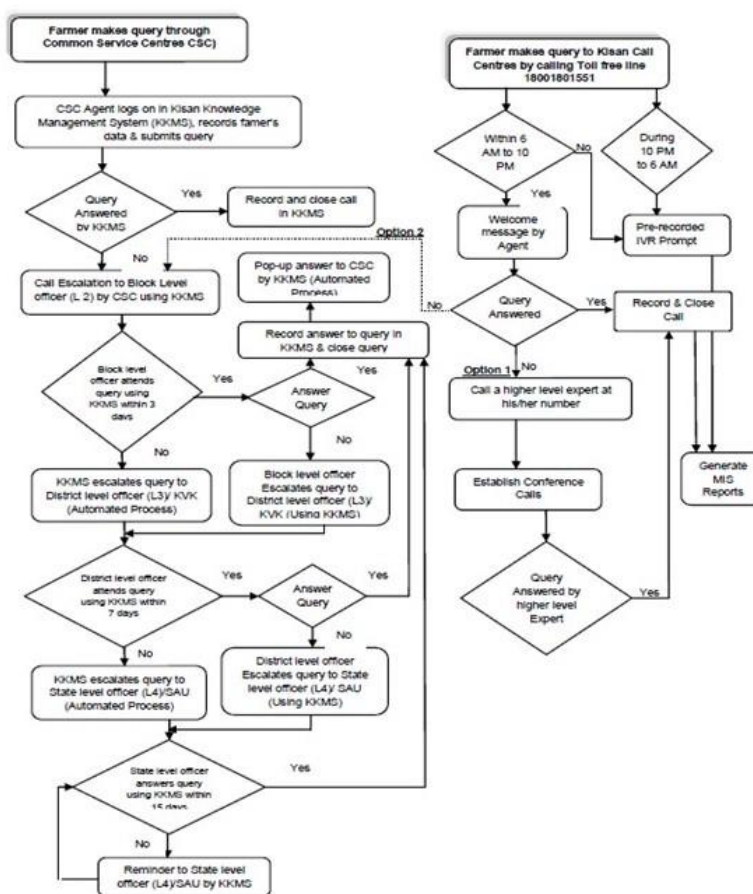 Farmer makes query through
Common Service Centres CSC)
CSC Agent logs on in Kisan Knowledge
Management System (KKMS), records famer's
data & submits query
Query
Answered
by KKMS
Yes
Record and close call
in KKMS
No
Call Escalation to Block Level
officer (L 2) by CSC using KKMS
Option 2
Pop-up answer to CSC
by KKMS (Automated
Process)
Record answer to query in
KKMS & close query
Block level
officer attends
query using
KKMS within 3
days
Yes
Answer
Query
Yes
No
No
KKMS escalates query to
District level officer (L3)/ KVK
(Automated Process)
Block level officer
Escalates query to
District level officer (L3)/
KVK (Using KKMS)
District level officer
attends query
using KKMS within
7 days
Yes
Answer
Query
Yes
No
No
KKMS escalates query to
State level officer (L4)/SAU
(Automated Process)
District level officer
Escalates query to State
level officer (L4)/ SAU
(Using KKMS)
State level officer
answers query
using KKMS within
15 days
Yes
No
Reminder to State level
officer (L4)/SAU by KKMS
Farmer makes query to Kisan Call
Centres by calling Toll free line
18001801551
Within 6
AM to 10
PM
No
During
10 PM
to 6 AM
Yes
Welcome
message by
Agent
Pre-recorded
IVR Prompt
No
Query
Answered
Yes
Record & Close
Call
No
Option 1
Call a higher level expert at
his/her number
Establish Conference
Calls
Generate
MIS
Reports
Query
Answered by
higher level
Expert
Yes